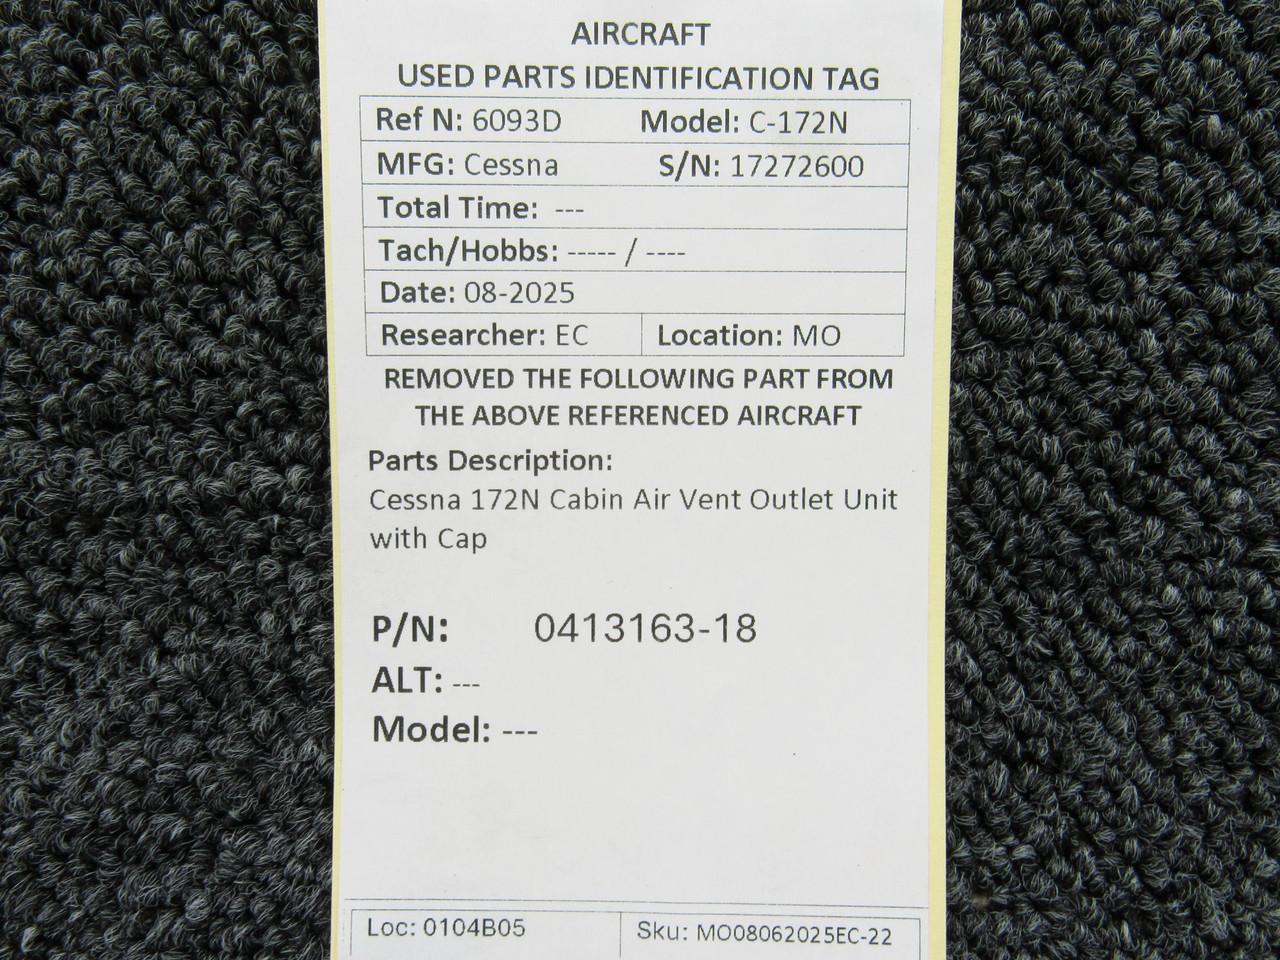 AIRCRAFT
USED PARTS IDENTIFICATION TAG
Ref N: 6093D Model: C-172N
MFG: Cessna S/N: 17272600
Total Time: ---
Tach/Hobbs: ----- / ----
Date: 08-2025
Researcher: EC Location: MO
REMOVED THE FOLLOWING PART FROM
THE ABOVE REFERENCED AIRCRAFT
Parts Description:
Cessna 172N Cabin Air Vent Outlet Unit
with Cap
P/N: 0413163-18
ALT: ---
Model: ---
Loc: 0104B05 Sku: MO08062025EC-22